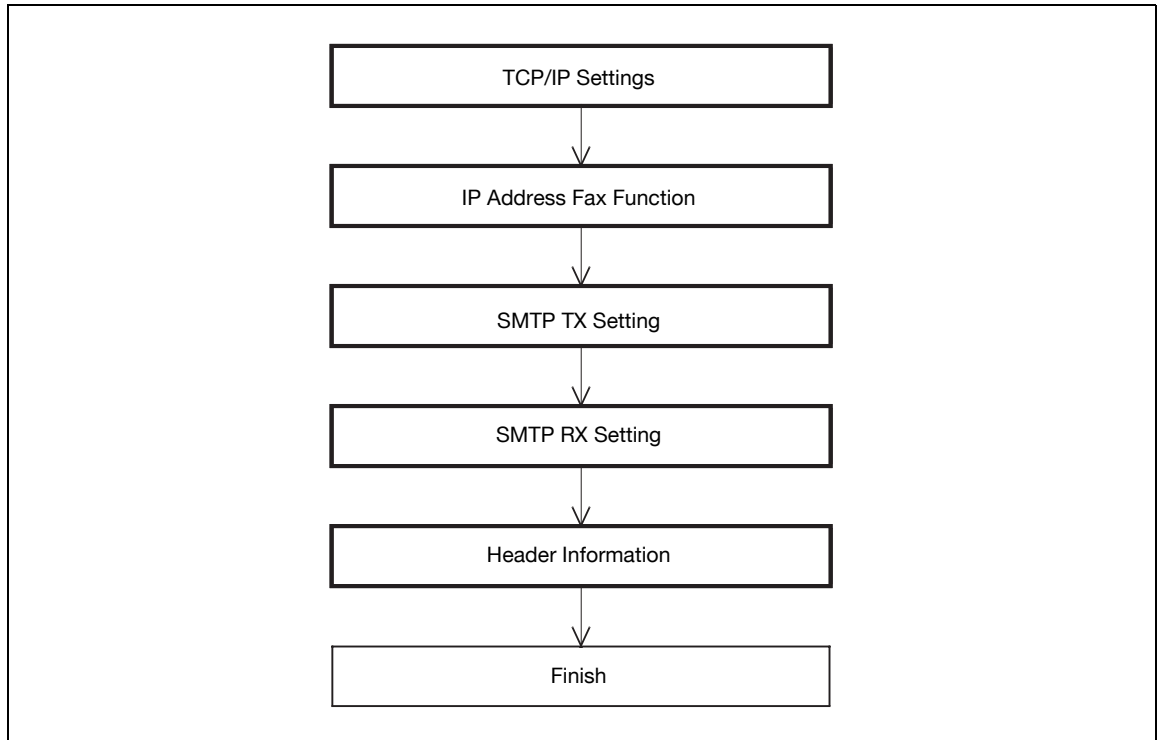 TCP/IP Settings
IP Address Fax Function
SMTP TX Setting
SMTP RX Setting
Header Information
Finish